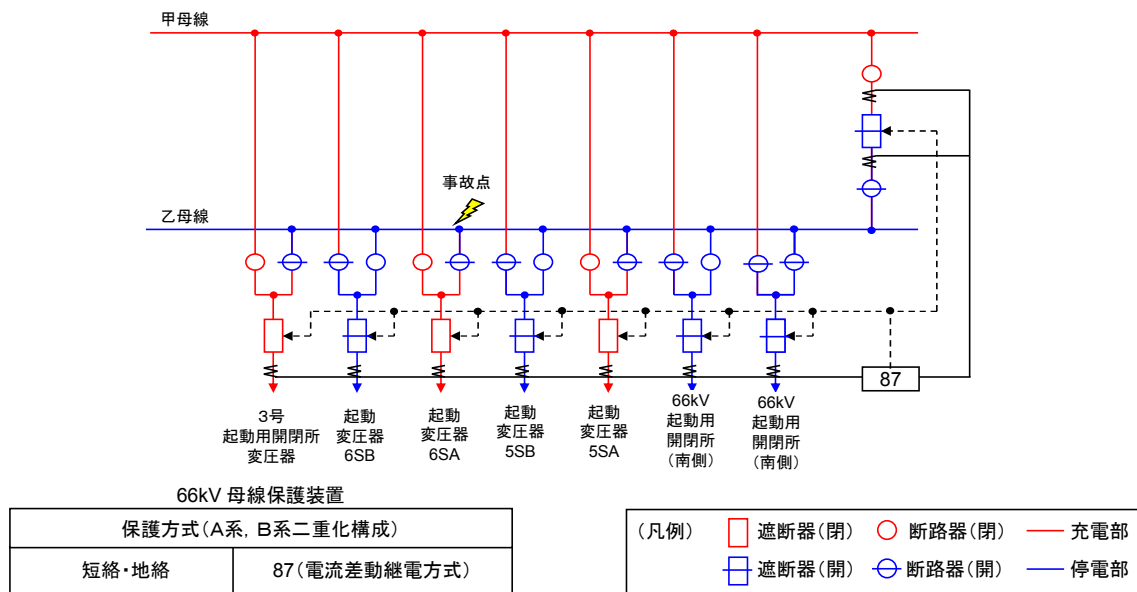 甲母線
事故点
乙母線
87
3号
起動用開閉所
変圧器
起動
変圧器
6SB
起動
変圧器
6SA
起動
変圧器
5SB
起動
変圧器
5SA
66kV
起動用
開閉所
(南側)
66kV
起動用
開閉所
(南側)
66kV 母線保護装置
保護方式(A系, B系二重化構成)
短絡・地絡
87(電流差動継電方式)
(凡例)
遮断器(閉)
断路器(閉)
充電部
遮断器(開)
断路器(開)
停電部